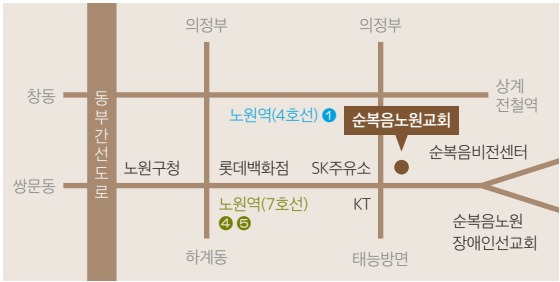 의정부
의정부
창동
동부간선도로
상계
전철역
노원역(4호선) 1
순복음노원교회
노원구청
롯데백화점
SK주유소
순복음비전센터
쌍문동
노원역(7호선)
4 5
KT
순복음노원
장애인선교회
하계동
태능방면